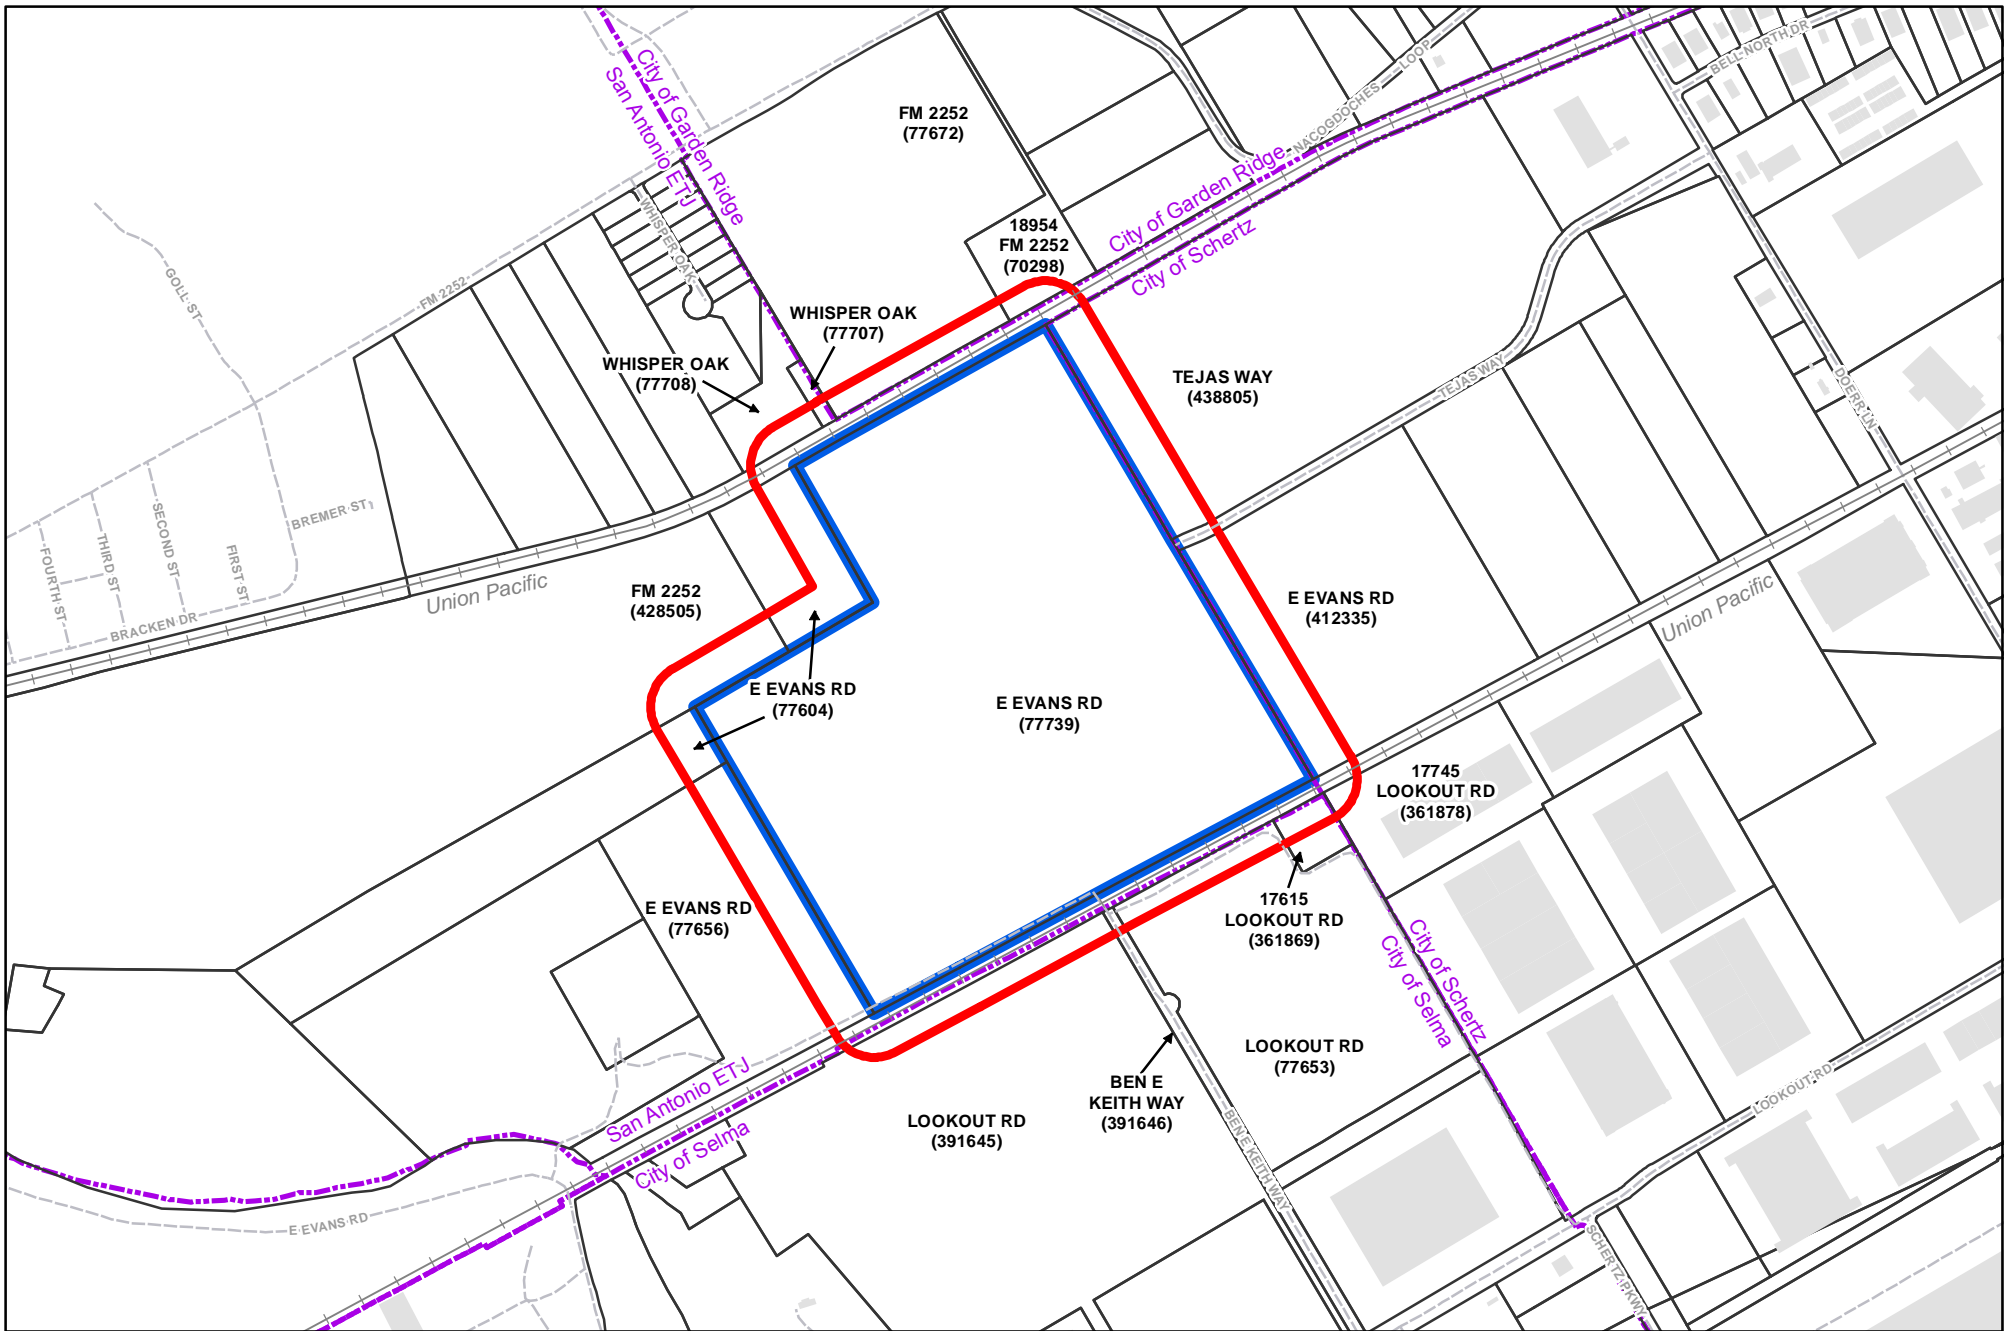 City of Garden Ridge
San Antonio ETJ
FM 2252
(77672)
NACOGDOCHES LOOP
BELL-NORTH DR
City of Garden Ridge
City of Schertz
18954
FM 2252
(70298)
WHISPER OAK
GOLL ST
FM 2252
WHISPER OAK
(77707)
WHISPER OAK
(77708)
TEJAS WAY
(438805)
TEJAS WAY
DOERR LN
BREMER ST
SECOND ST
THIRD ST
FIRST ST
FOURTH ST
BRACKEN DR
Union Pacific
FM 2252
(428505)
E EVANS RD
(412335)
Union Pacific
E EVANS RD
(77604)
E EVANS RD
(77739)
17745
LOOKOUT RD
(361878)
E EVANS RD
(77656)
17615
LOOKOUT RD
(361869)
City of Schertz
City of Selma
LOOKOUT RD
(77653)
BEN E
KEITH WAY
(391646)
LOOKOUT RD
(391645)
San Antonio ETJ
City of Selma
BEN E KEITH WAY
LOOKOUT RD
E EVANS RD
SCHERTZ PKWY